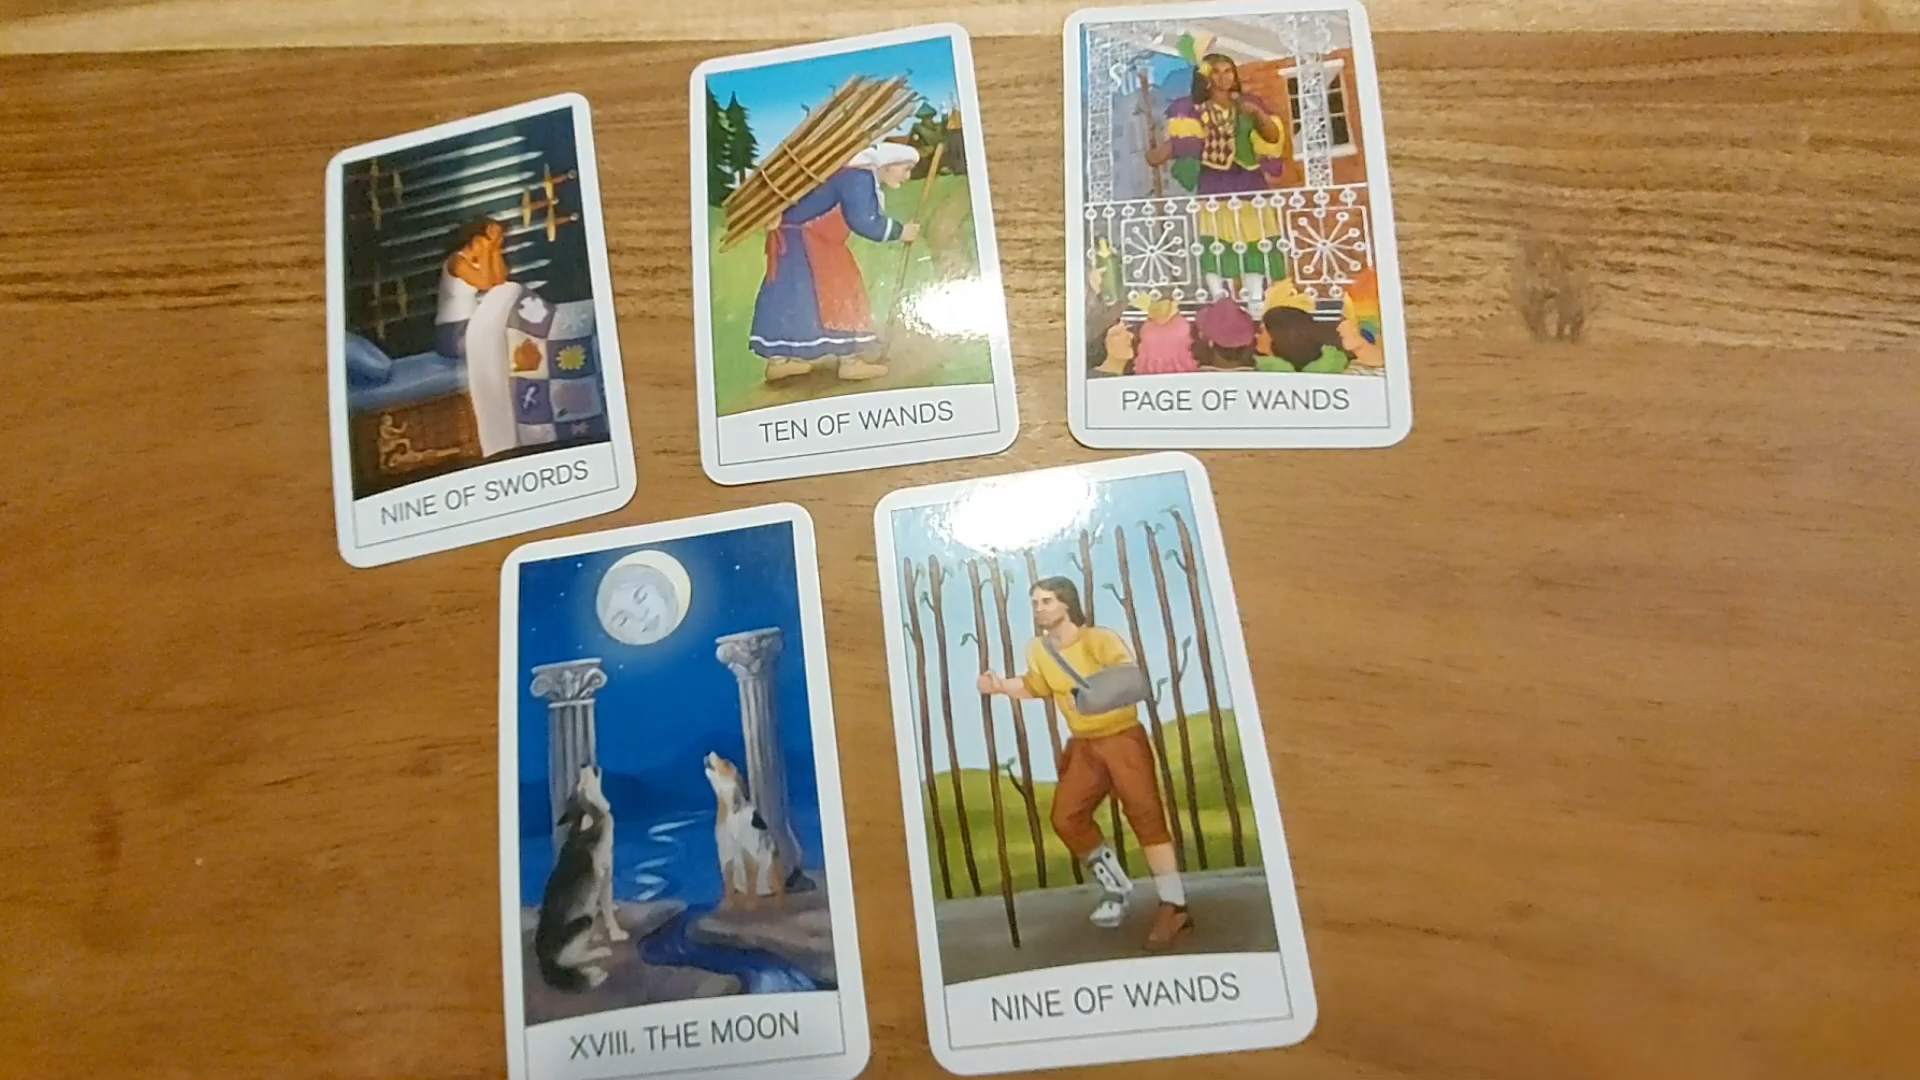 NINE OF SWORDS
TEN OF WANDS
PAGE OF WANDS
XVIII. THE MOON
NINE OF WANDS